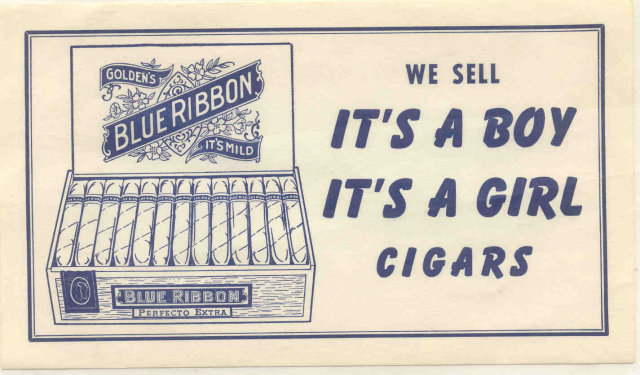 GOLDEN'S
BLUE RIBBON
IT'S MILD
BLUE RIBBON
PERFECTO EXTRA
WE SELL
IT'S A BOY
IT'S A GIRL
CIGARS